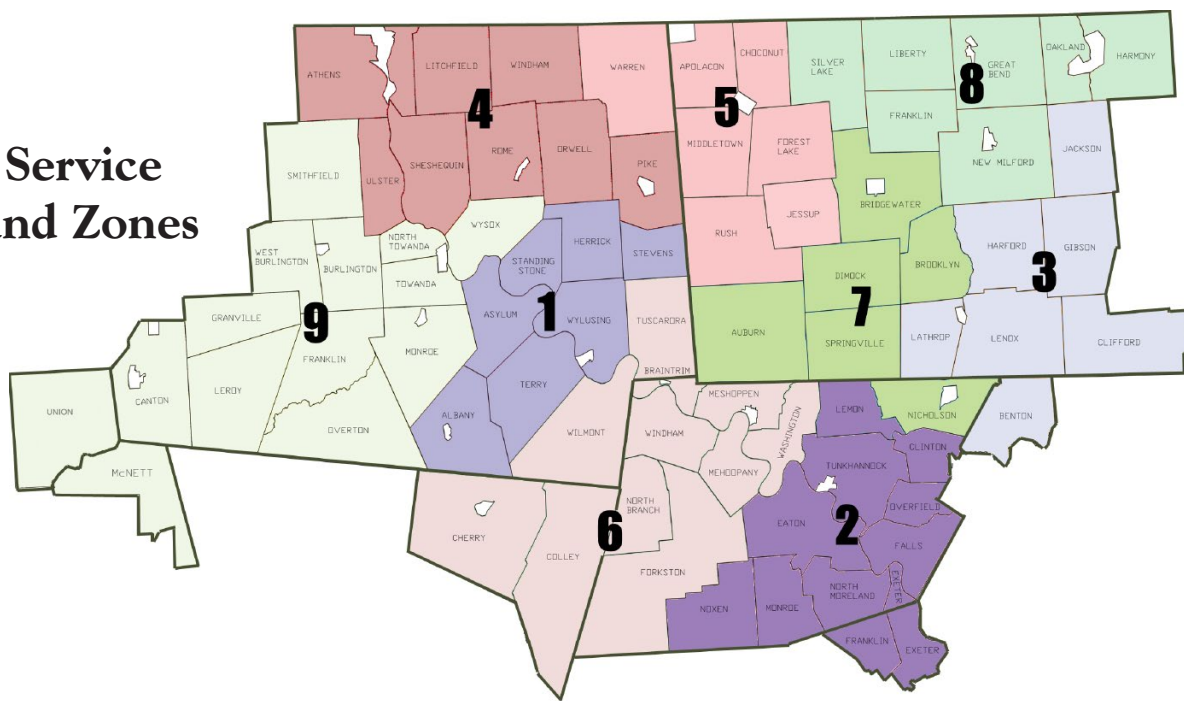 Service
and Zones
ATHENS
LITCHFIELD
WINDHAM
WARREN
4
ULSTER
SHESHEQUIN
ROME
ORWELL
PIKE
APOLACON
CHOCONUT
5
MIDDLETOWN
FOREST
LAKE
JESSUP
RUSH
SILVER
LAKE
LIBERTY
GREAT
BEND
OAKLAND
HARMONY
8
FRANKLIN
NEW MILFORD
JACKSON
HARFORD
GIBSON
3
LATHROP
LENOX
CLIFFORD
BENTON
BRIDGEWATER
BROOKLYN
DIMOCK
7
AUBURN
SPRINGVILLE
NICHOLSON
SMITHFIELD
WYSOX
NORTH
TOWANDA
WEST
BURLINGTON
BURLINGTON
TOWANDA
GRANVILLE
9
FRANKLIN
MONROE
LEROY
CANTON
UNION
OVERTON
McNETT
HERRICK
STEVENS
STANDING
STONE
1
ASYLUM
WYLUSING
TERRY
ALBANY
TUSCARORA
BRAINTRIM
WILMONT
MESHOPPEN
WINDHAM
WASHINGTON
MEHOOPANY
NORTH
BRANCH
6
CHERRY
COLLEY
FORKSTON
LEMON
CLINTON
TUNKHANNOCK
OVERFIELD
EATON
2
FALLS
NORTH
MORELAND
EXETER
NOXEN
MONROE
FRANKLIN
EXETER